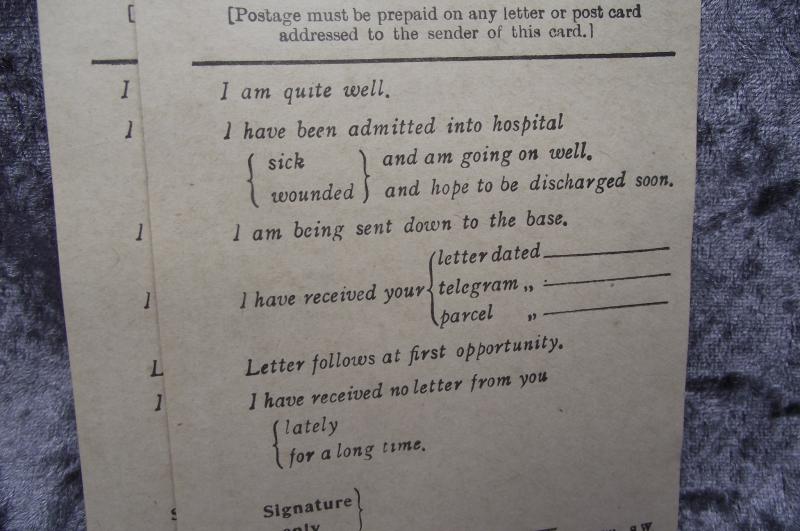 [Postage must be prepaid on any letter or post card
addressed to the sender of this card.]
I am quite well.
I have been admitted into hospital
sick
and am going on well.
wounded
and hope to be discharged soon.
I am being sent down to the base.
letter dated
I have received your
telegram „
parcel „
Letter follows at first opportunity.
I have received no letter from you
lately
for a long time.
Signature
only